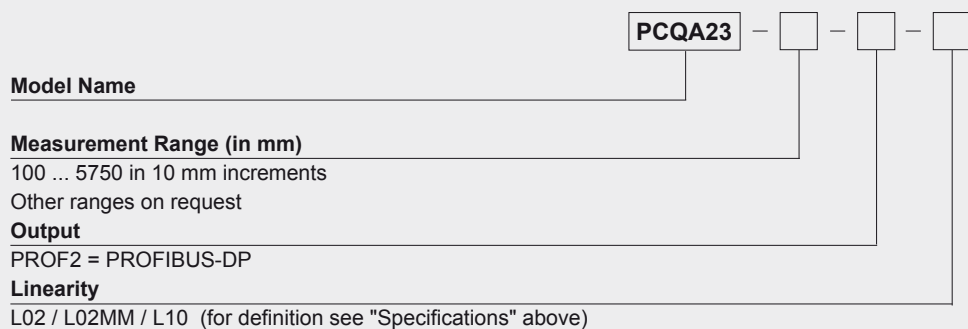 PCQA23 – – –
Model Name
Measurement Range (in mm)
100 ... 5750 in 10 mm increments
Other ranges on request
Output
PROF2 = PROFIBUS-DP
Linearity
L02 / L02MM / L10 (for definition see "Specifications" above)